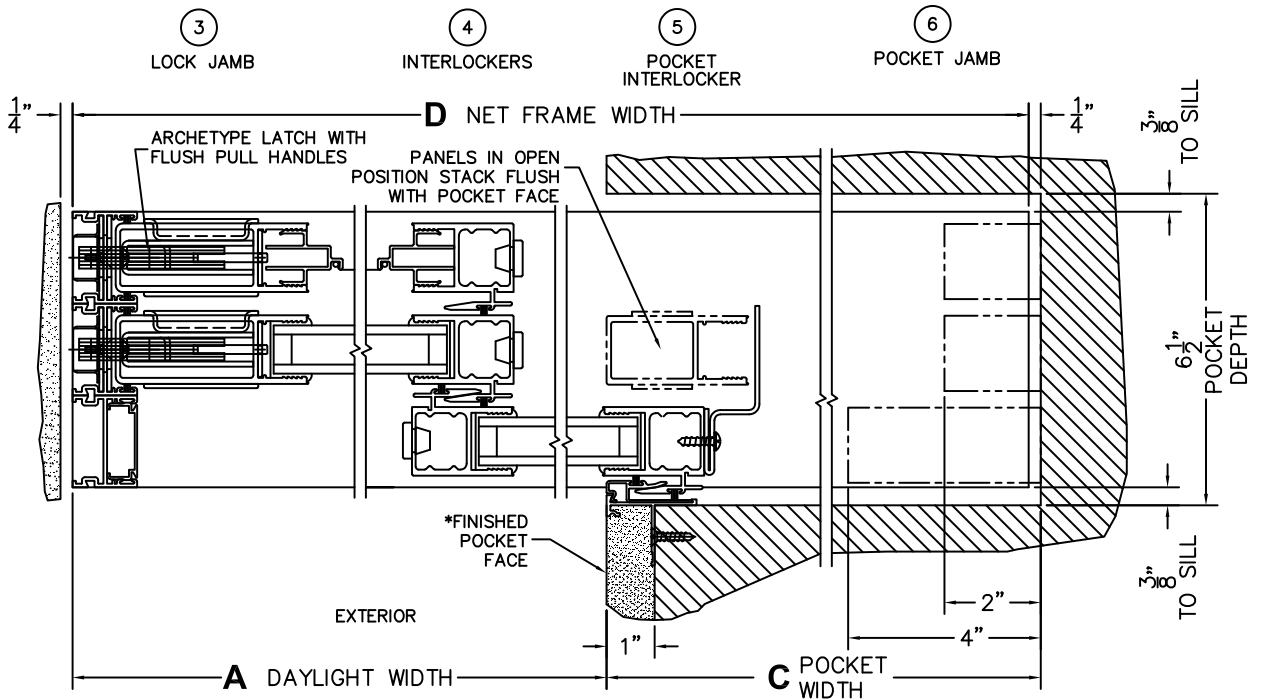 3
LOCK JAMB
4
INTERLOCKERS
5
POCKET
INTERLOCKER
6
POCKET JAMB
1/4"
D NET FRAME WIDTH
1/4"
3/8"
TO SILL
ARCHETYPE LATCH WITH
FLUSH PULL HANDLES
PANELS IN OPEN
POSITION STACK FLUSH
WITH POCKET FACE
6 1/2"
POCKET
DEPTH
*FINISHED
POCKET
FACE
3/8"
TO SILL
EXTERIOR
1"
2"
4"
A DAYLIGHT WIDTH
C POCKET
WIDTH